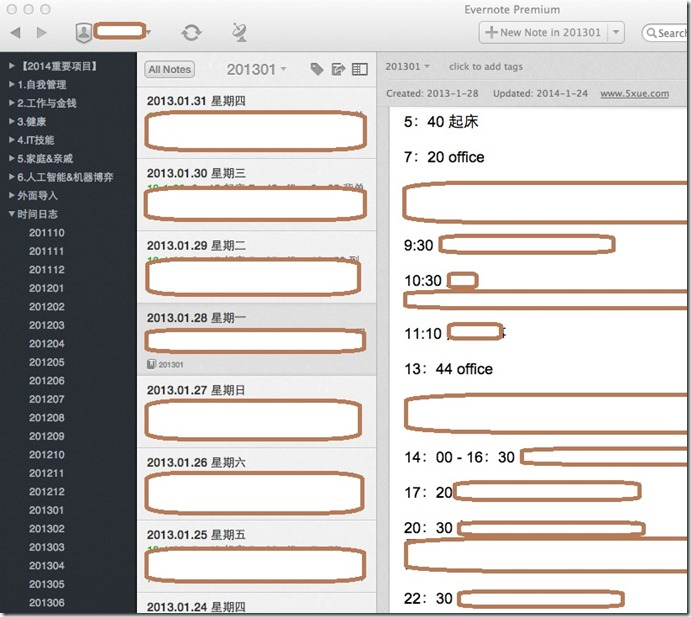 Evernote Premium
New Note in 201301
Search
【2014重要项目】
1.自我管理
2.工作与金钱
3.健康
4.IT技能
5.家庭&亲戚
6.人工智能&机器博弈
外面导入
时间日志
201110
201111
201112
201201
201202
201203
201204
201205
201206
201207
201208
201209
201210
201211
201212
201301
201302
201303
201304
201305
201306
All Notes
201301
2013.01.31 星期四
2013.01.30 星期三
2013.01.29 星期二
2013.01.28 星期一
201301
2013.01.27 星期日
2013.01.26 星期六
2013.01.25 星期五
2013.01.24 星期四
201301 click to add tags
Created: 2013-1-28 Updated: 2014-1-24 www.5xue.com
5：40 起床
7：20 office
9:30
10:30
11:10
13：44 office
14：00 - 16：30
17：20
20：30
22：30